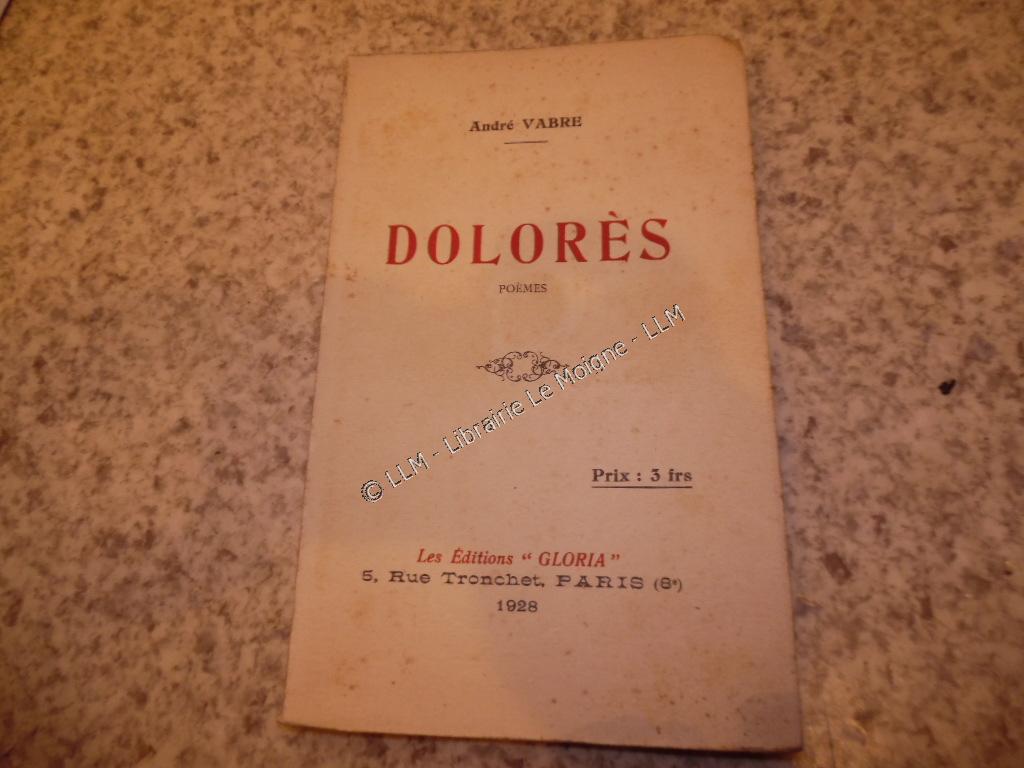 André VABRE
DOLORÈS
POÈMES
© LLM - Librairie Le Moigne - LLM
Prix : 3 frs
Les Éditions “ GLORIA ”
5, Rue Tronchet, PARIS (8e)
1928